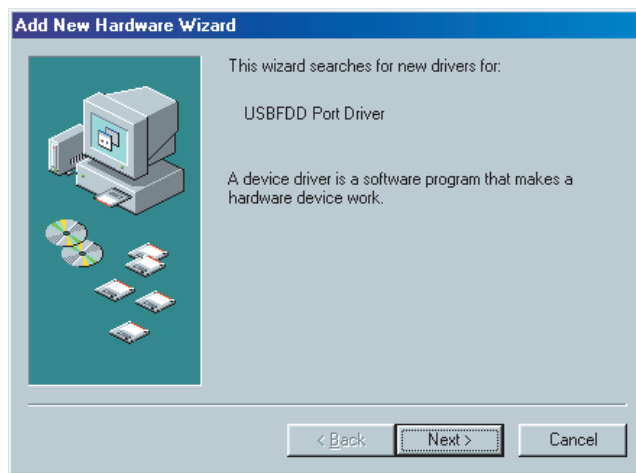 Add New Hardware Wizard
This wizard searches for new drivers for:
USBFDD Port Driver
A device driver is a software program that makes a
hardware device work.
< Back
Next >
Cancel